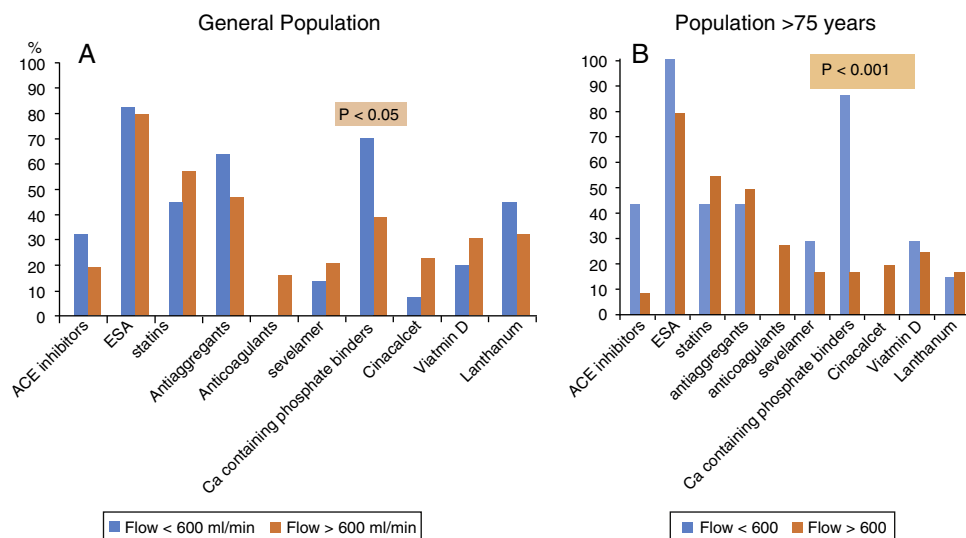 General Population
A
%
P < 0.05
100
90
80
70
60
50
40
30
20
10
0
ACE inhibitors
ESA
statins
Antiaggregants
Anticoagulants
sevelamer
Ca containing phosphate binders
Cinacalcet
Viatmin D
Lanthanum
Flow < 600 ml/min
Flow > 600 ml/min
Population >75 years
B
P < 0.001
100
90
80
70
60
50
40
30
20
10
0
ACE inhibitors
ESA
statins
antiaggregants
anticoagulants
sevelamer
Ca containing phosphate binders
Cinacalcet
Viatmin D
Lanthanum
Flow < 600
Flow > 600